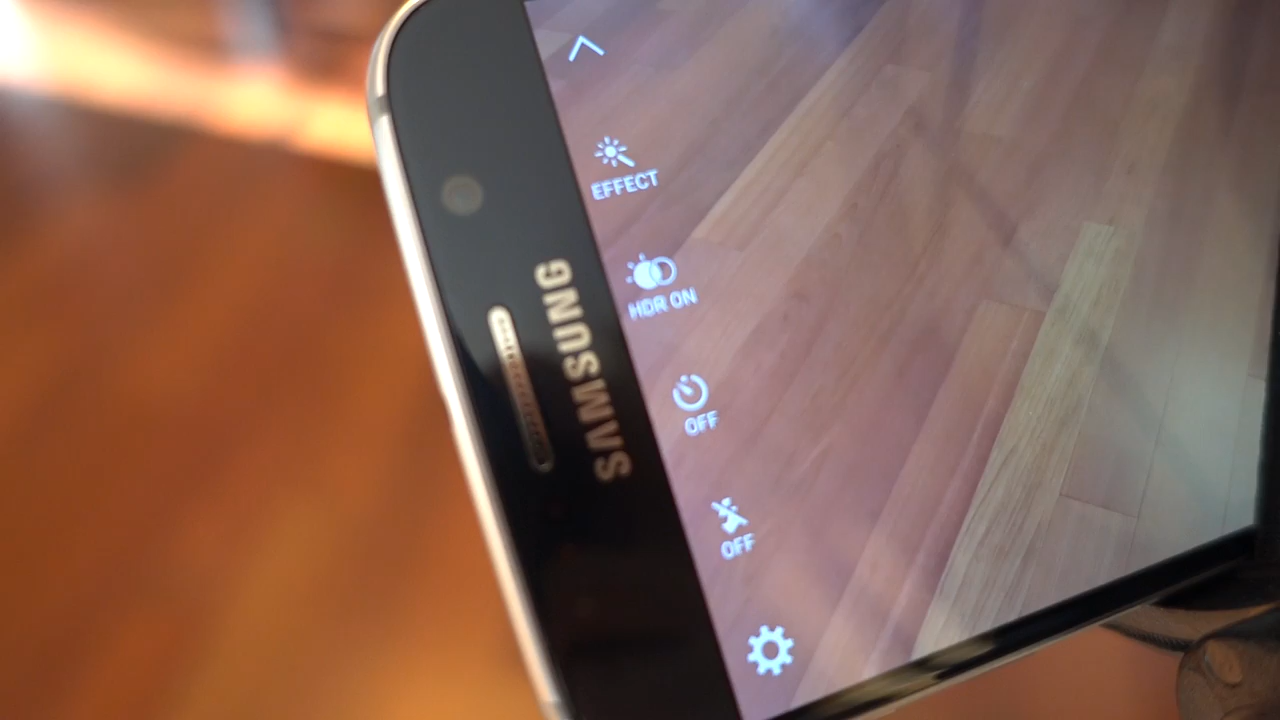 EFFECT
HDR ON
OFF
OFF
SAMSUNG